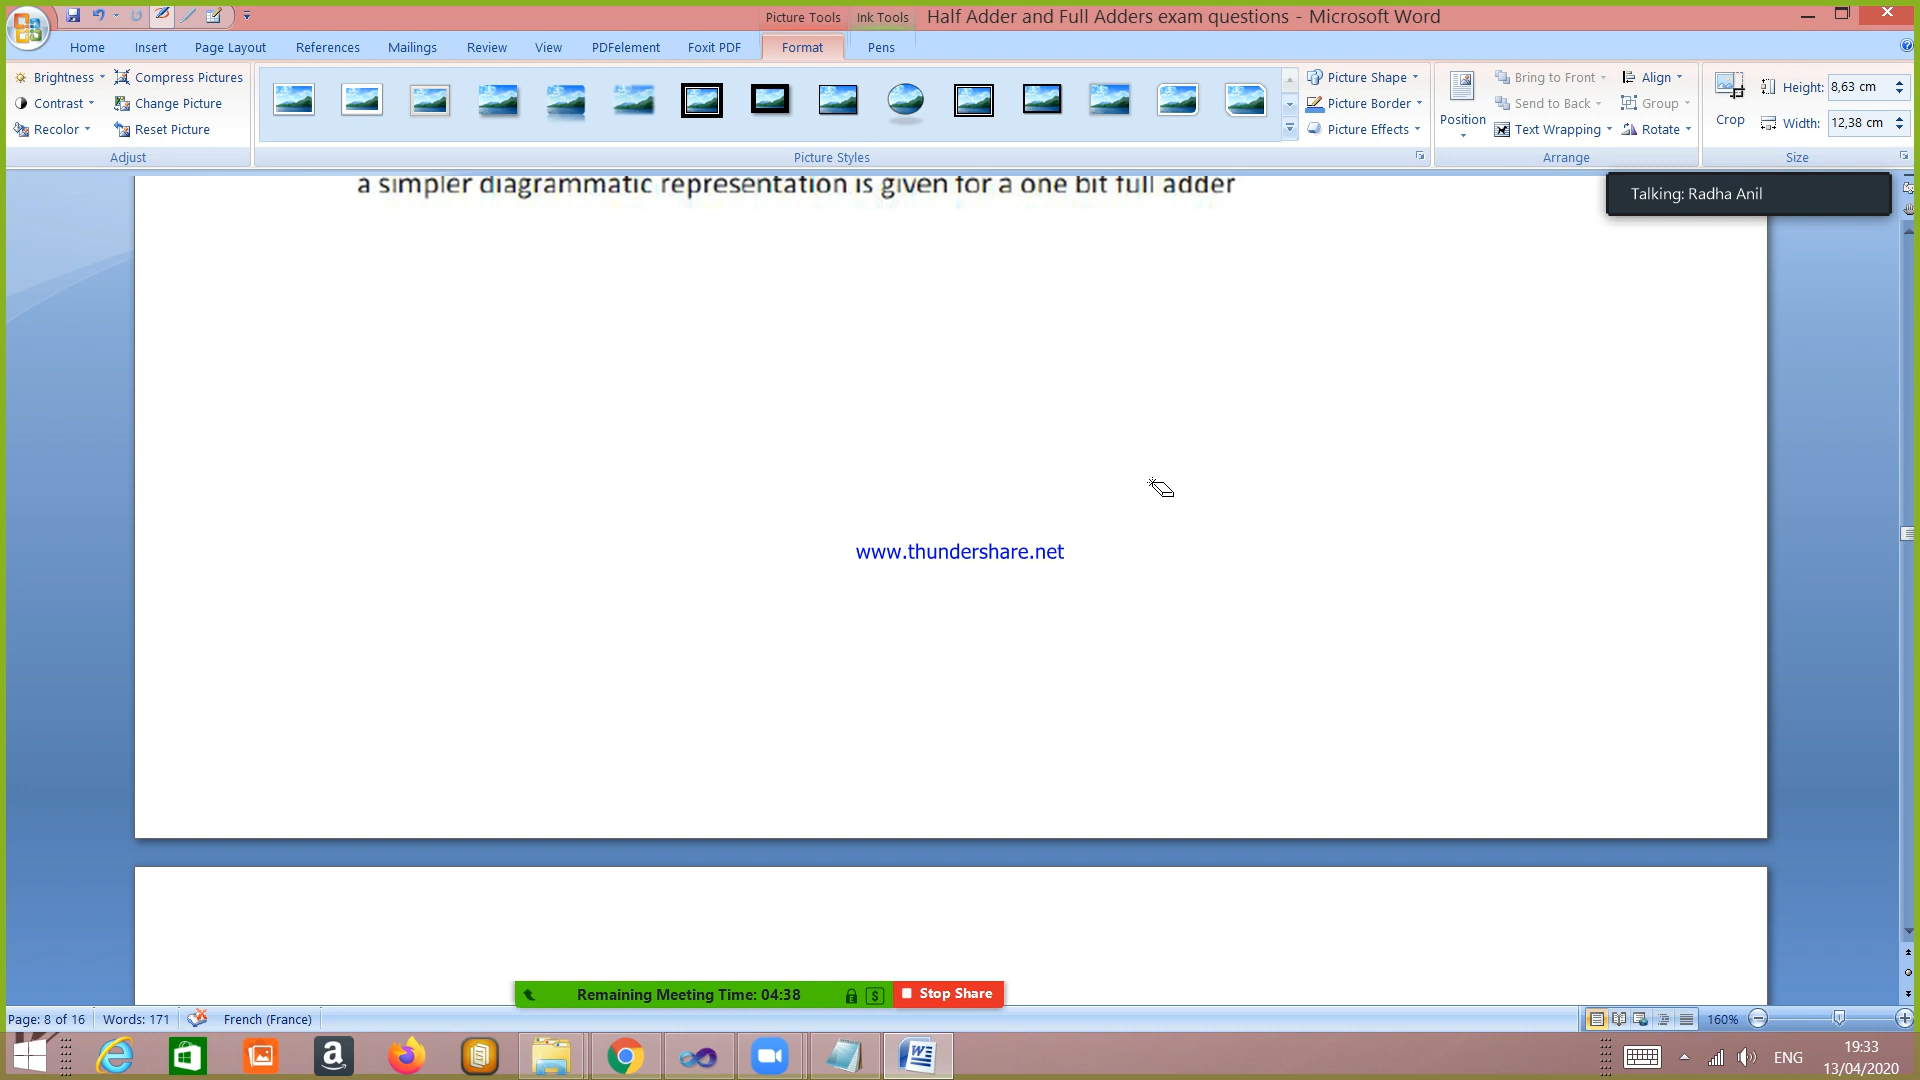 Picture Tools Ink Tools Half Adder and Full Adders exam questions - Microsoft Word
Home Insert Page Layout References Mailings Review View PDFelement Foxit PDF Format Pens
Brightness Compress Pictures
Contrast Change Picture
Recolor Reset Picture
Adjust
Picture Styles
Picture Shape
Picture Border
Picture Effects
Position
Bring to Front Align
Send to Back Group
Text Wrapping Rotate
Arrange
Crop
Height: 8,63 cm
Width: 12,38 cm
Size
a simpler diagrammatic representation is given for a one bit full adder
Talking: Radha Anil
www.thundershare.net
Remaining Meeting Time: 04:38 Stop Share
Page: 8 of 16 Words: 171 French (France) 160%
ENG
19:33
13/04/2020